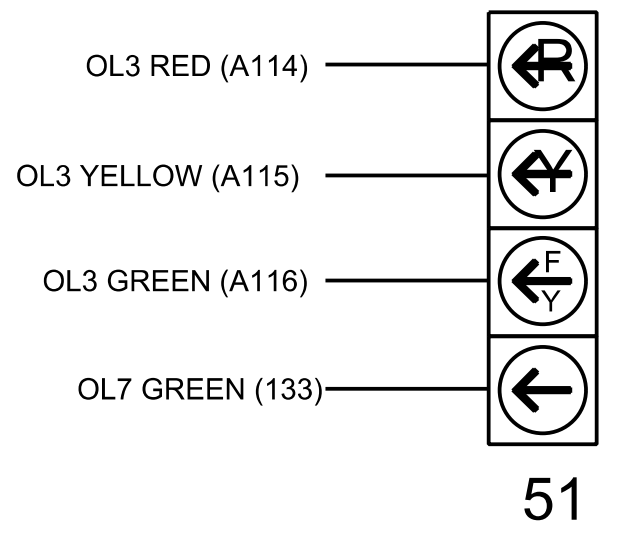 OL3 RED (A114)
R
OL3 YELLOW (A115)
Y
OL3 GREEN (A116)
F
Y
OL7 GREEN (133)
51